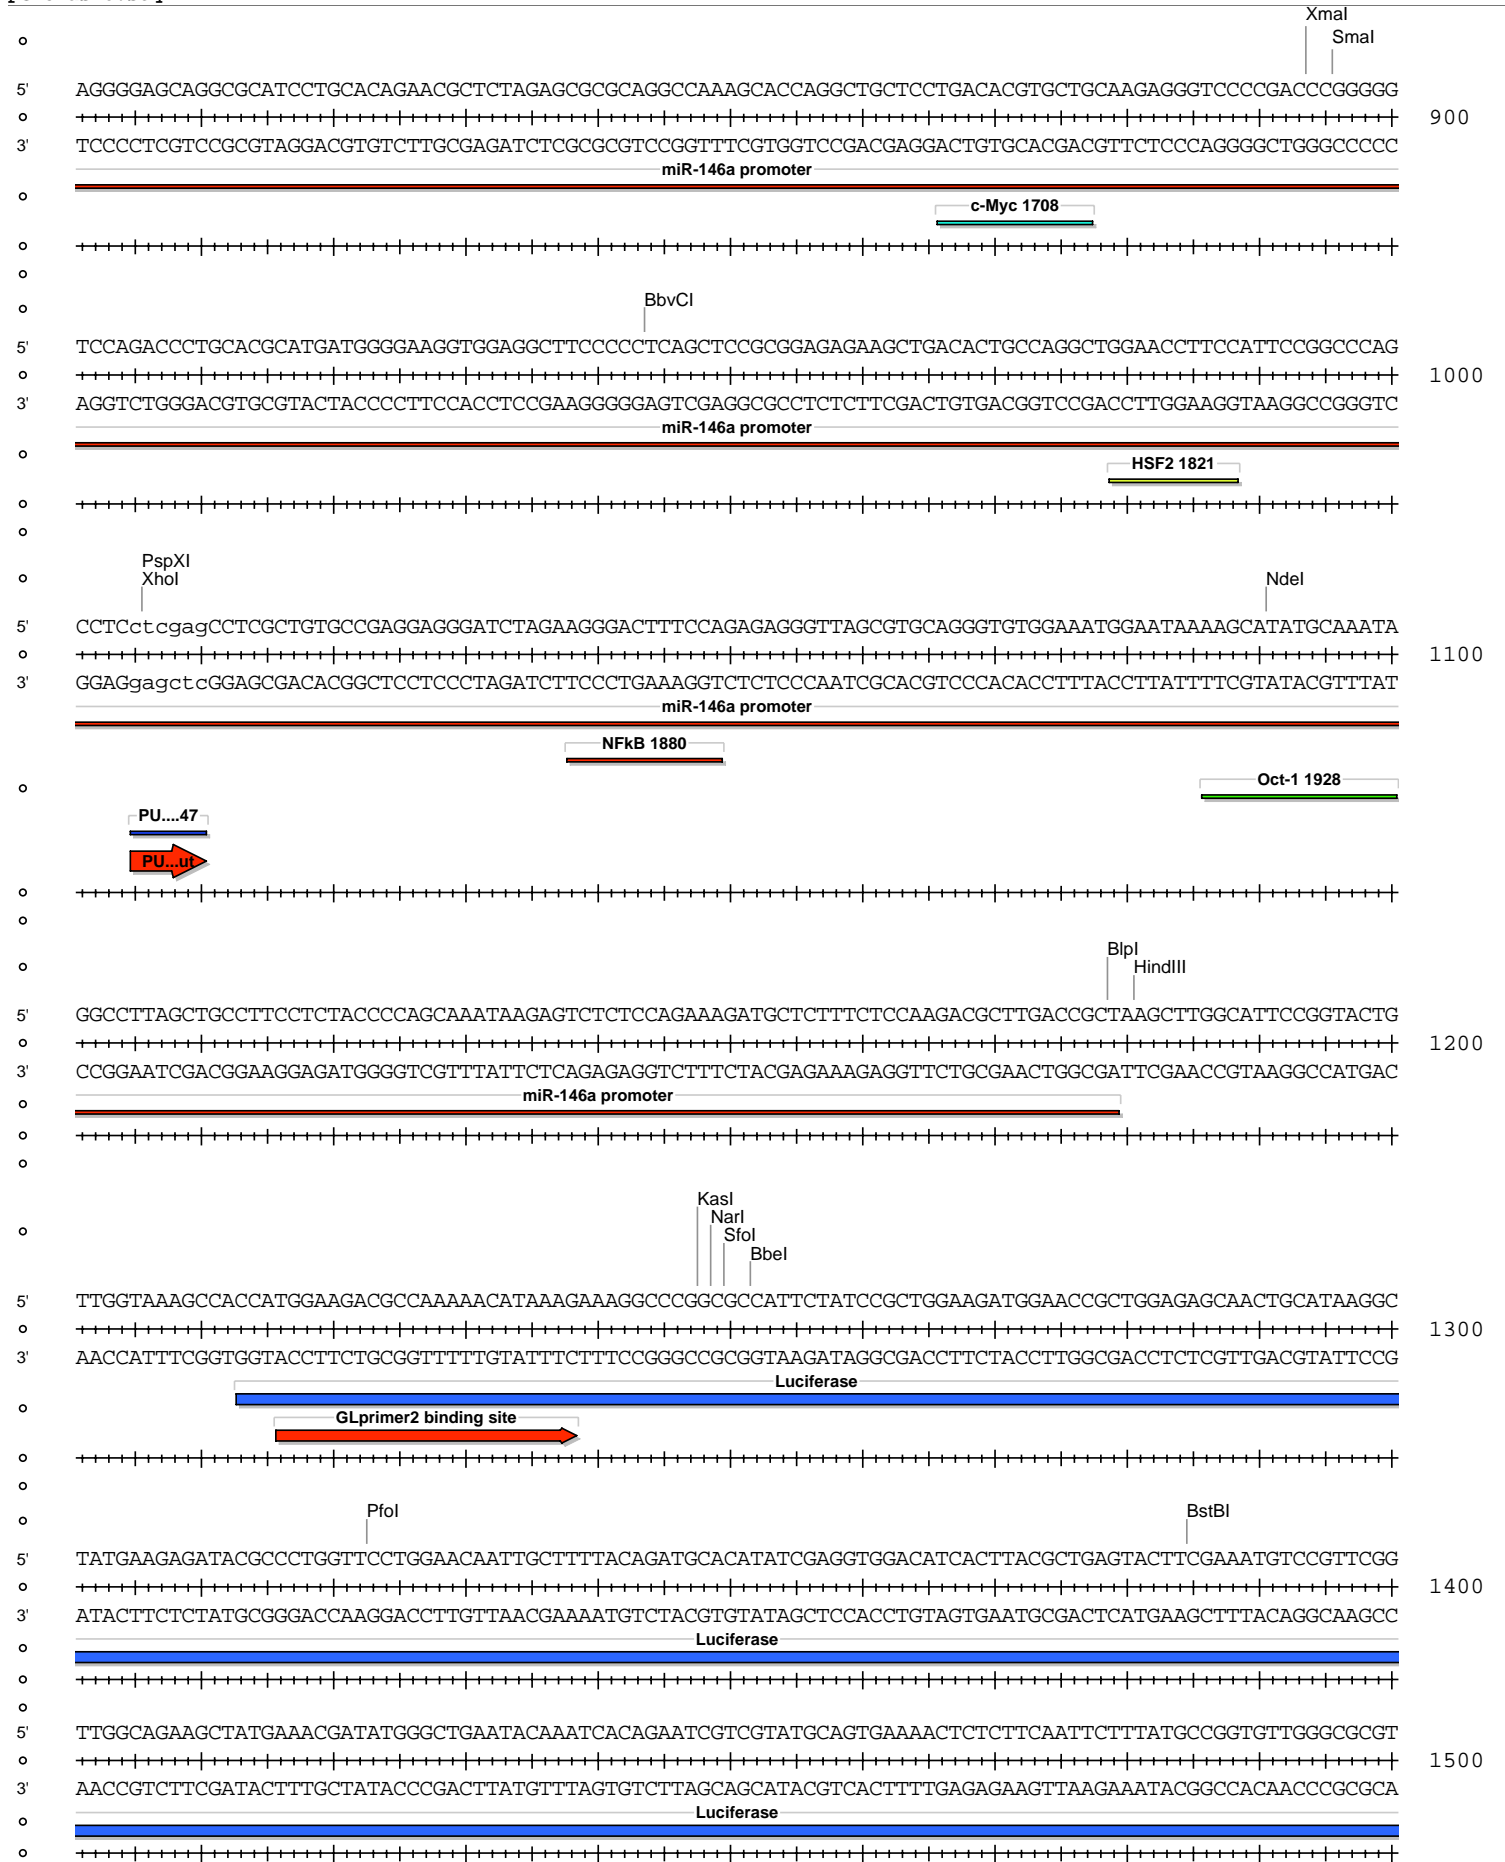 XmaI
SmaI
5' AGGGGAGCAGGCGCATCCTGCACAGAACGCTCTAGAGCGCGCAGGCCAAAGCACCAGGCTGCTCCTGACACGTGCTGCAAGAGGGTCCCCGACCCGGGGG
900
3' TCCCCTCGTCCGCGTAGGACGTGTCTTGCGAGATCTCGCGCGTCCGGTTTCGTGGTCCGACGAGGACTGTGCACGACGTTCTCCCAGGGGCTGGGCCCCC
miR-146a promoter
c-Myc 1708
BbvCI
5' TCCAGACCCTGCACGCATGATGGGGAAGGTGGAGGCTTCCCCCTCAGCTCCGCGGAGAGAAGCTGACACTGCCAGGCTGGAACCTTCCATTCCGGCCCAG
1000
3' AGGTCTGGGACGTGCGTACTACCCCTTCCACCTCCGAAGGGGGAGTCGAGGCGCCTCTCTTCGACTGTGACGGTCCGACCTTGGAAGGTAAGGCCGGGTC
miR-146a promoter
HSF2 1821
PspXI
XhoI
NdeI
5' CCTCctcgagCCTCGCTGTGCCGAGGAGGGATCTAGAAGGGACTTTCCAGAGAGGGTTAGCGTGCAGGGTGTGGAAATGGAATAAAAGCATATGCAAATA
1100
3' GGAGgagctcGGAGCGACACGGCTCCTCCCTAGATCTTCCCTGAAAGGTCTCTCCCAATCGCACGTCCCACACCTTTACCTTATTTTCGTATACGTTTAT
miR-146a promoter
NFkB 1880
Oct-1 1928
PU....47
PU...ut
BlpI
HindIII
5' GGCCTTAGCTGCCTTCCTCTACCCCAGCAAATAAGAGTCTCTCCAGAAAGATGCTCTTTCTCCAAGACGCTTGACCGCTAAGCTTGGCATTCCGGTACTG
1200
3' CCGGAATCGACGGAAGGAGATGGGGTCGTTTATTCTCAGAGAGGTCTTTCTACGAGAAAGAGGTTCTGCGAACTGGCGATTCGAACCGTAAGGCCATGAC
miR-146a promoter
KasI
NarI
SfoI
BbeI
5' TTGGTAAAGCCACCATGGAAGACGCCAAAAACATAAAGAAAGGCCCGGCGCCATTCTATCCGCTGGAAGATGGAACCGCTGGAGAGCAACTGCATAAGGC
1300
3' AACCATTTCGGTGGTACCTTCTGCGGTTTTTGTATTTCTTTCCGGGCCGCGGTAAGATAGGCGACCTTCTACCTTGGCGACCTCTCGTTGACGTATTCCG
Luciferase
GLprimer2 binding site
PfoI
BstBI
5' TATGAAGAGATACGCCCTGGTTCCTGGAACAATTGCTTTTACAGATGCACATATCGAGGTGGACATCACTTACGCTGAGTACTTCGAAATGTCCGTTCGG
1400
3' ATACTTCTCTATGCGGGACCAAGGACCTTGTTAACGAAAATGTCTACGTGTATAGCTCCACCTGTAGTGAATGCGACTCATGAAGCTTTACAGGCAAGCC
Luciferase
5' TTGGCAGAAGCTATGAAACGATATGGGCTGAATACAAATCACAGAATCGTCGTATGCAGTGAAAACTCTCTTCAATTCTTTATGCCGGTGTTGGGCGCGT
1500
3' AACCGTCTTCGATACTTTGCTATACCCGACTTATGTTTAGTGTCTTAGCAGCATACGTCACTTTTGAGAGAAGTTAAGAAATACGGCCACAACCCGCGCA
Luciferase